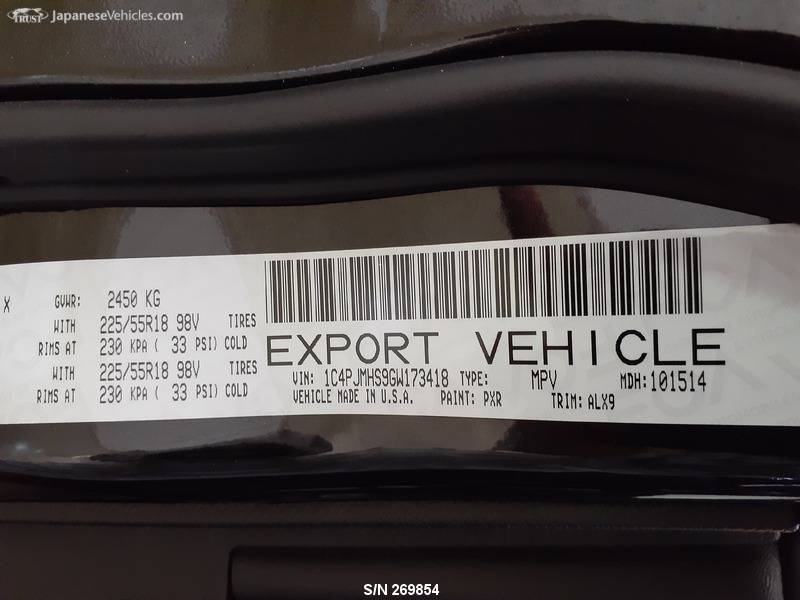 TRUST JapaneseVehicles.com
X GVWR: 2450 KG
WITH 225/55R18 98V TIRES
RIMS AT 230 KPA ( 33 PSI) COLD
WITH 225/55R18 98V TIRES
RIMS AT 230 KPA ( 33 PSI) COLD
EXPORT VEHICLE
VIN: 1C4PJMHS9GW173418 TYPE: MPV MDH:101514
VEHICLE MADE IN U.S.A. PAINT: PXR TRIM: ALX9
S/N 269854